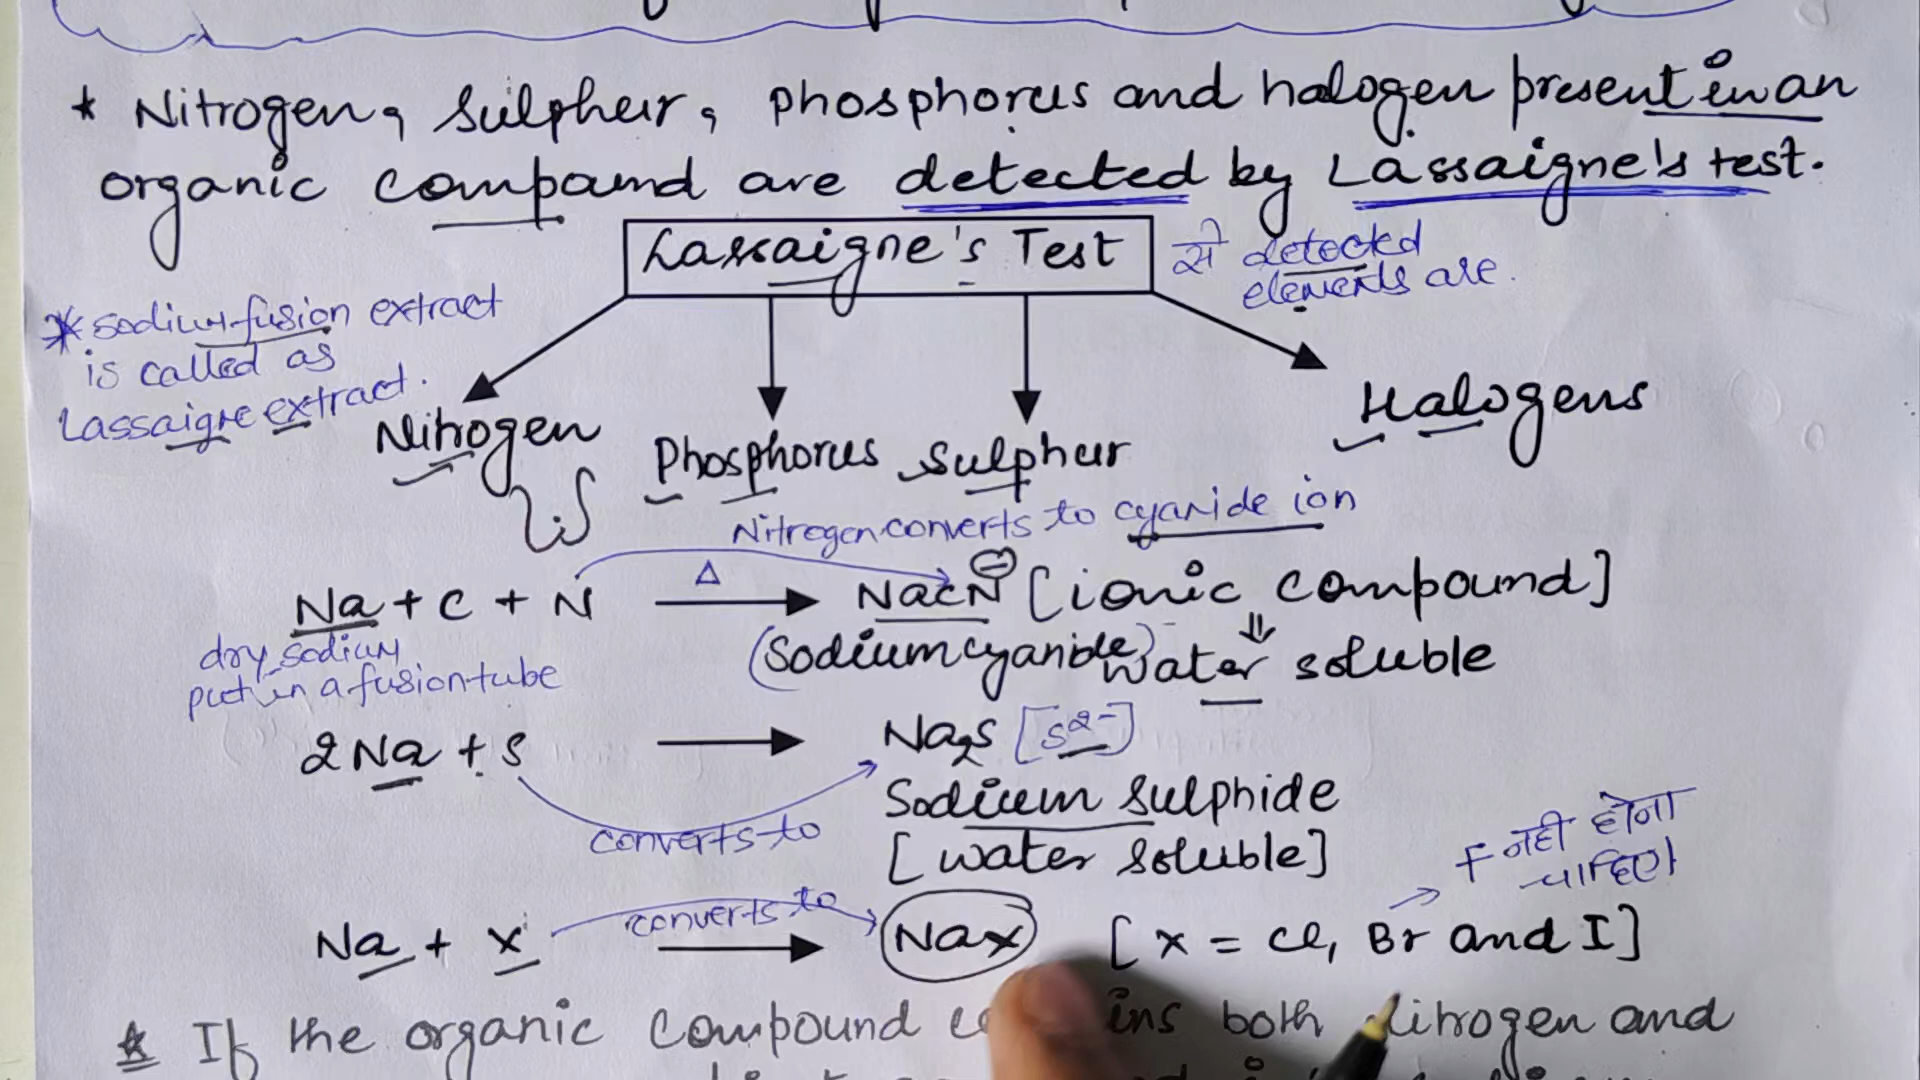 * Nitrogen, Sulphur, phosphorus and halogen present in an
organic compound are detected by Lassaigne's test.
Lassaigne's Test
से detected
elements are.
* sodium fusion extract
is called as
Lassaigne extract.
Nitrogen
Phosphorus
Sulphur
Halogens
Nitrogen converts to cyanide ion
Na + C + N
Δ
NaCN⊖ [ionic compound]
dry sodium
put in a fusion tube
(Sodium cyanide)
⇓
water soluble
2Na + S
Na₂S [S²⁻]
converts to
Sodium sulphide
[water soluble]
F नही होना
चाहिए
Na + X
converts to
NaX
[X = Cl, Br and I]
* If the organic compound both nitrogen and